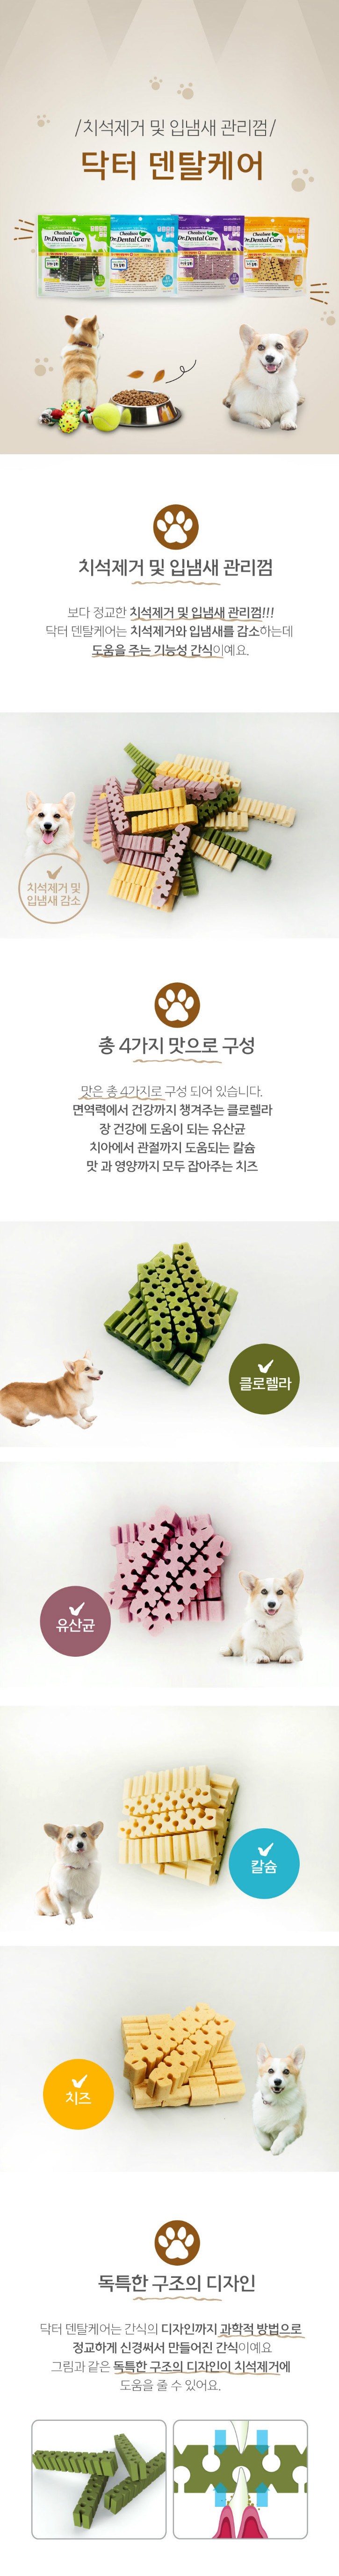 /치석제거 및 입냄새 관리껌/
닥터 덴탈케어
Choaboo
Dr.Dental Care
Choaboo
Dr.Dental Care
Choaboo
Dr.Dental Care
Choaboo
Dr.Dental Care
치석제거 및 입냄새 관리껌
보다 정교한 치석제거 및 입냄새 관리껌!!!
닥터 덴탈케어는 치석제거와 입냄새를 감소하는데
도움을 주는 기능성 간식이예요.
치석제거 및
입냄새 감소
총 4가지 맛으로 구성
맛은 총 4가지로 구성 되어 있습니다.
면역력에서 건강까지 챙겨주는 클로렐라
장 건강에 도움이 되는 유산균
치아에서 관절까지 도움되는 칼슘
맛 과 영양까지 모두 잡아주는 치즈
클로렐라
유산균
칼슘
치즈
독특한 구조의 디자인
닥터 덴탈케어는 간식의 디자인까지 과학적 방법으로
정교하게 신경써서 만들어진 간식이예요
그림과 같은 독특한 구조의 디자인이 치석제거에
도움을 줄 수 있어요.